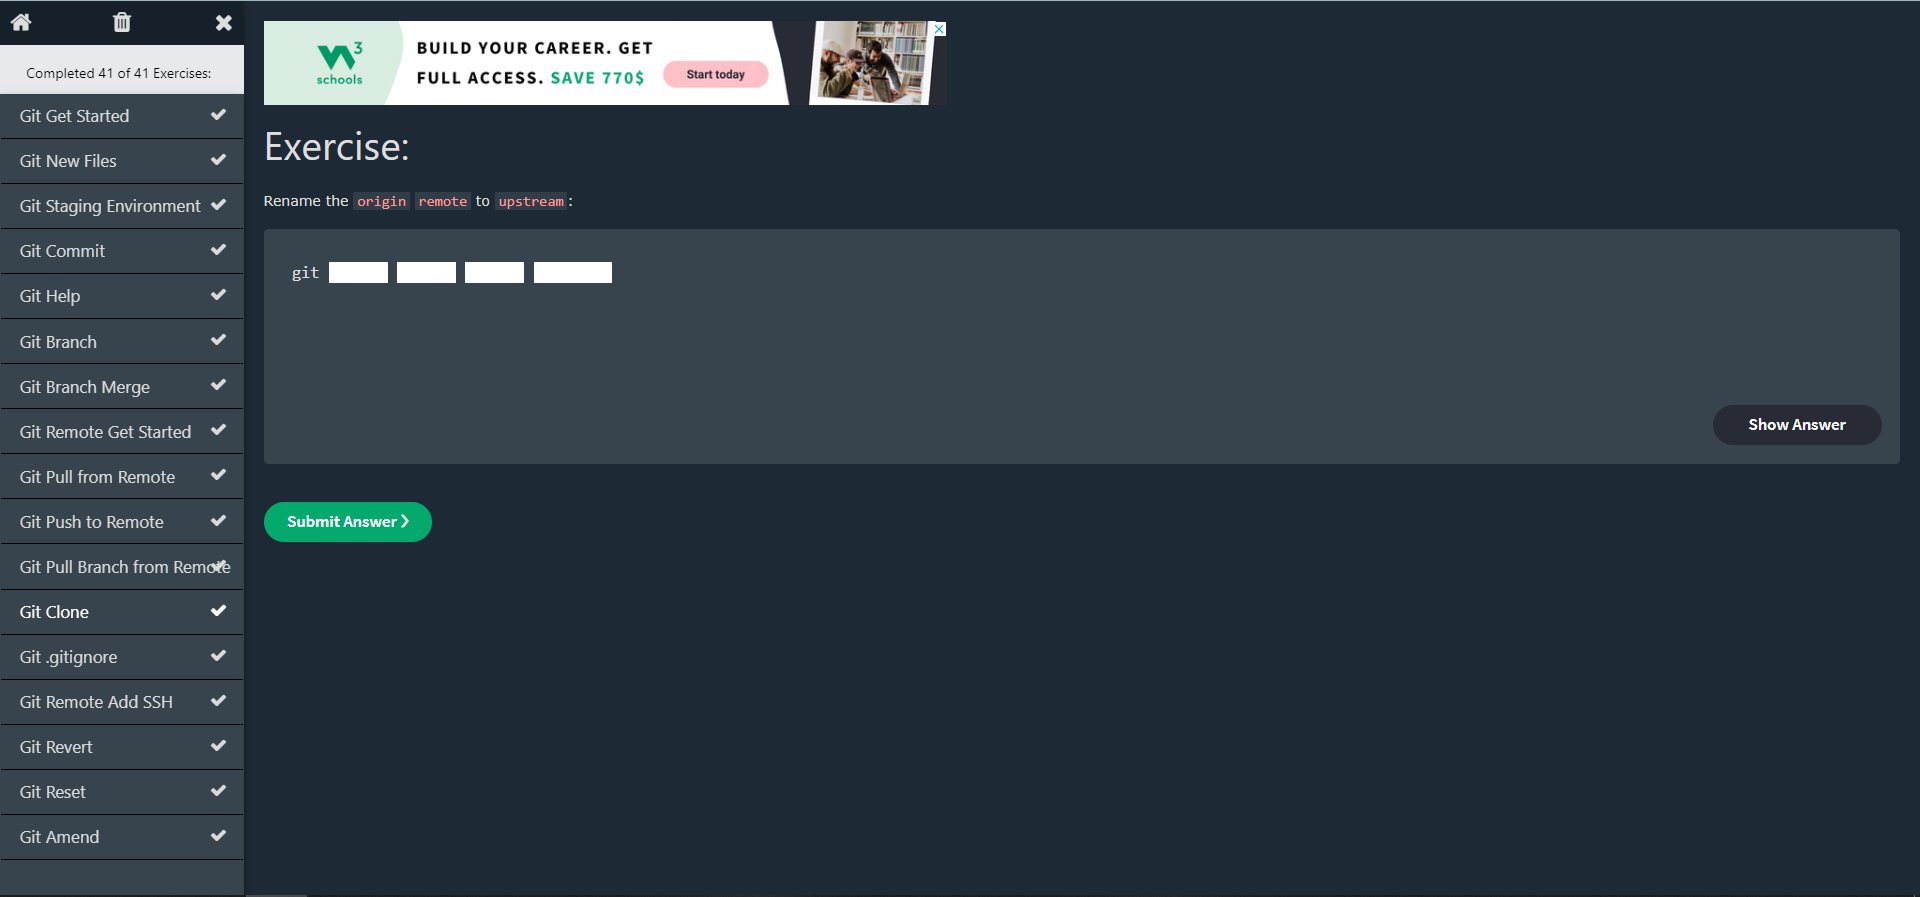 Completed 41 of 41 Exercises:
Git Get Started
Git New Files
Git Staging Environment
Git Commit
Git Help
Git Branch
Git Branch Merge
Git Remote Get Started
Git Pull from Remote
Git Push to Remote
Git Pull Branch from Remote
Git Clone
Git .gitignore
Git Remote Add SSH
Git Revert
Git Reset
Git Amend
W3
schools
BUILD YOUR CAREER. GET
FULL ACCESS. SAVE 770$
Start today
Exercise:
Rename the origin remote to upstream:
git
Show Answer
Submit Answer ❯